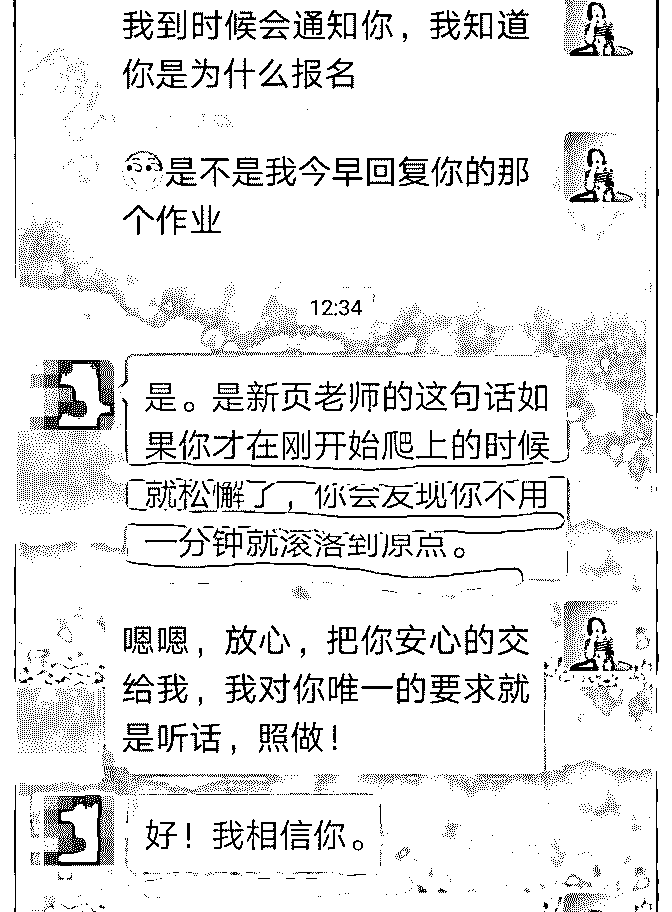 我到时候会通知你，我知道
你是为什么报名
🙄是不是我今早回复你的那
个作业
12:34
是。是新页老师的这句话如
果你才在刚开始爬上的时候
就松懈了，你会发现你不用
一分钟就滚落到原点。
嗯嗯，放心，把你安心的交
给我，我对你唯一的要求就
是听话，照做！
好！我相信你。